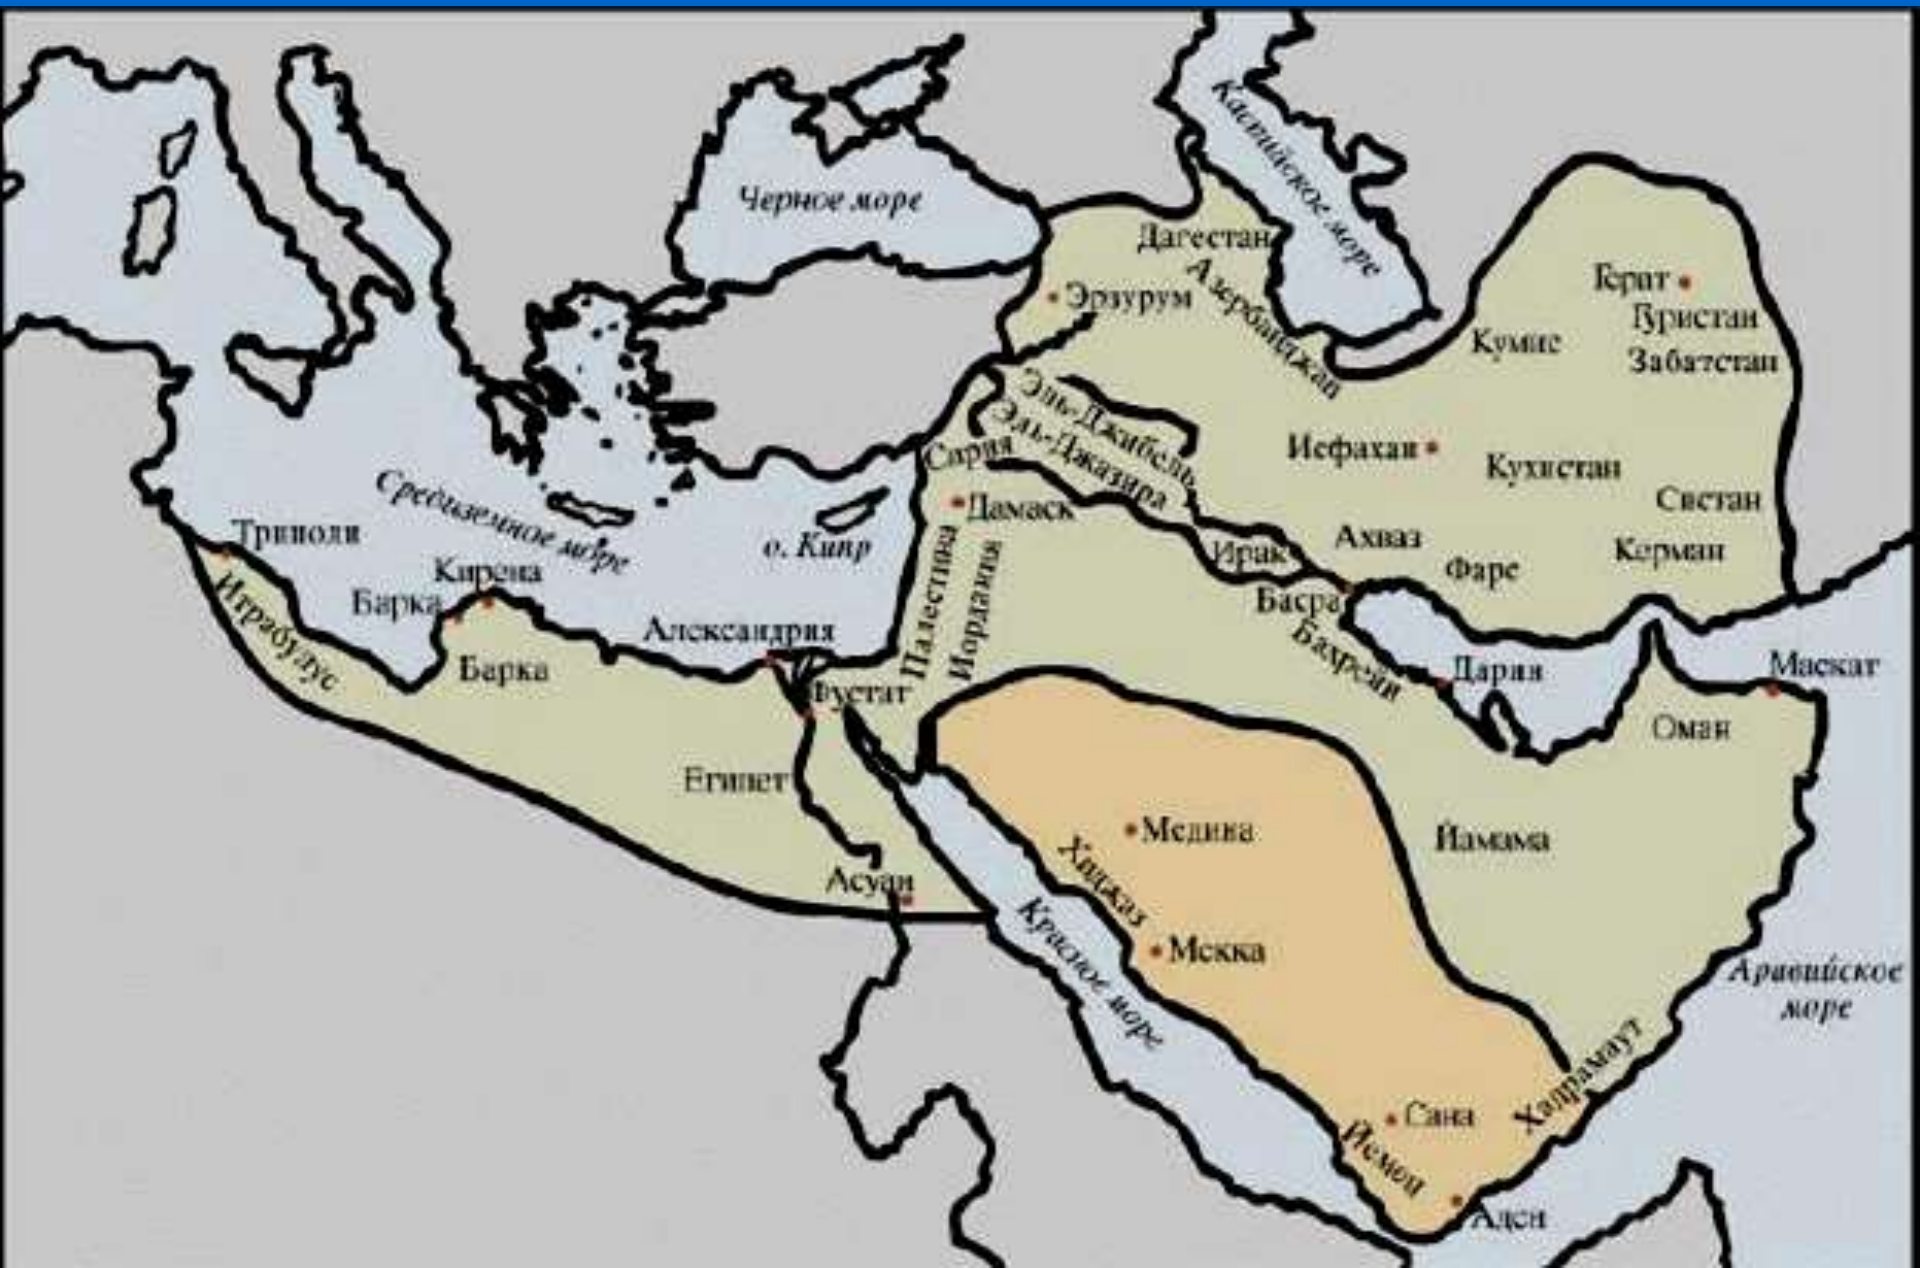 Каспийское море
Черное море
Дагестан
Азербайджан
Эрзурум
Герат
Гуристан
Забатстан
Кумис
Эль-Джибель
Эль-Джазира
Сирия
Исфахан
Кухистан
Систан
Средиземное море
Дамаск
о. Кипр
Триполи
Ирак
Ахваз
Фарс
Керман
Кирена
Барка
Басра
Итрабулус
Александрия
Палестина
Иордания
Бахрейн
Барка
Фустат
Дарин
Маскат
Оман
Египет
Медина
Йамама
Хиджаз
Асуан
Мекка
Красное море
Аравийское
море
Хадрамаут
Сана
Йемен
Аден